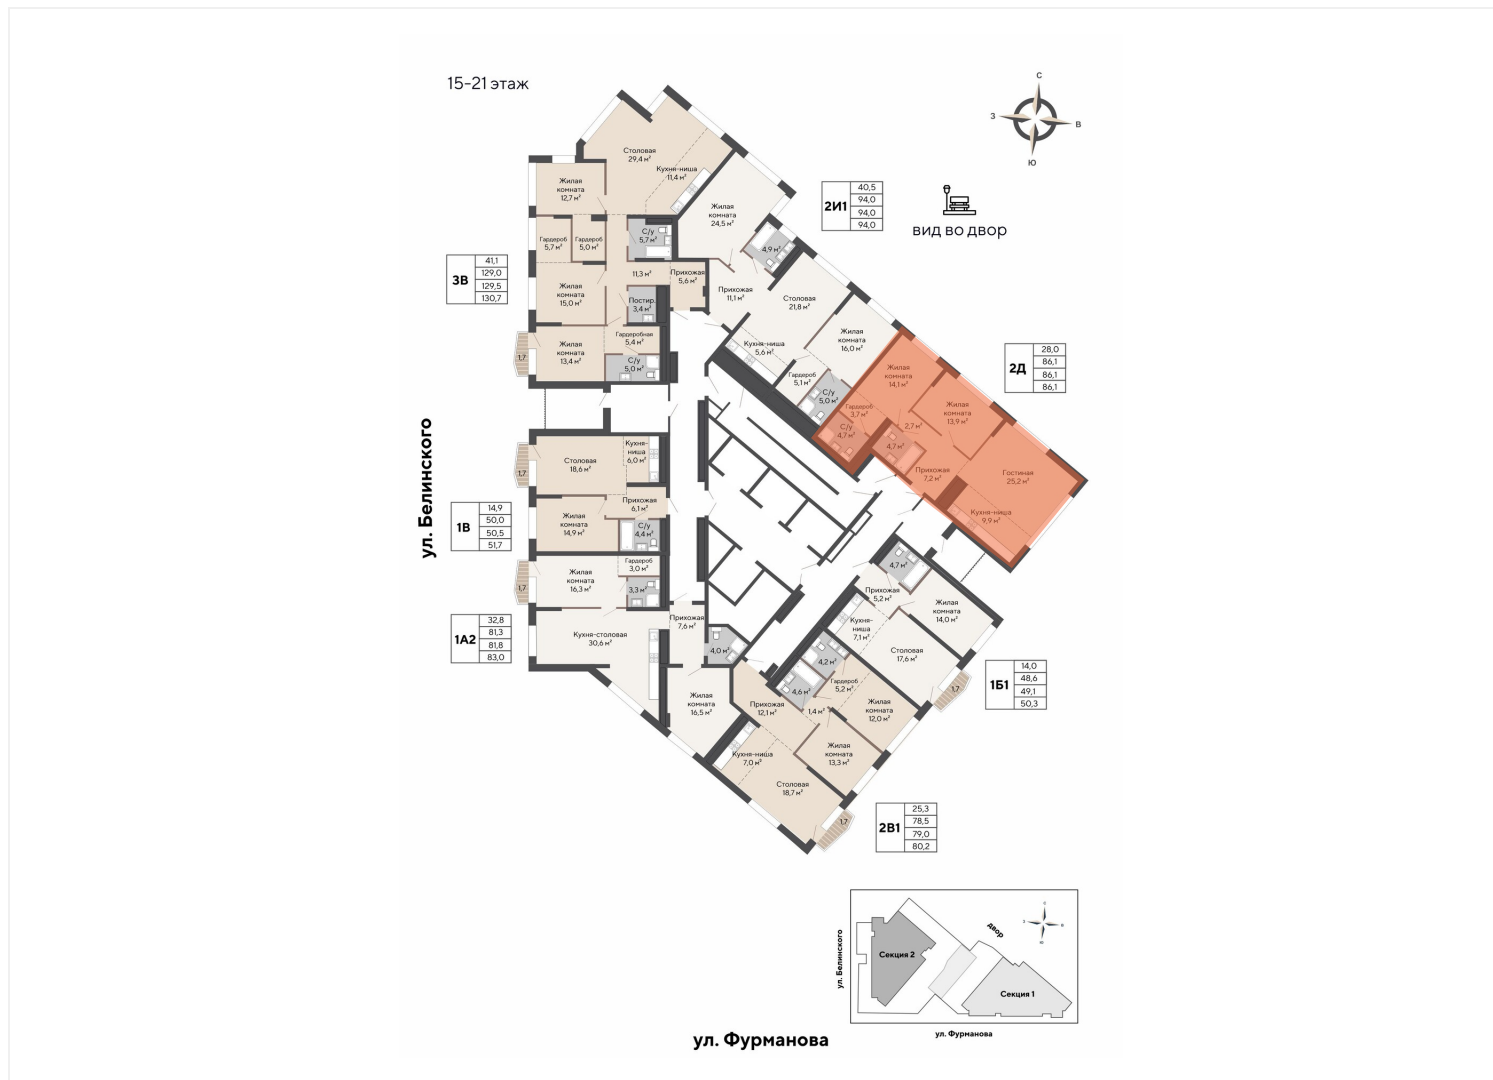 15-21 этаж
С
З
В
Ю
Столовая
29,4 м²
Кухня-ниша
11,4 м²
Жилая
комната
12,7 м²
Жилая
комната
24,5 м²
2И1
40,5
94,0
94,0
94,0
вид во двор
С/у
5,7 м²
4,9 м²
Гардероб
5,7 м²
Гардероб
5,0 м²
3В
41,1
129,0
129,5
130,7
11,3 м²
Прихожая
5,6 м²
Прихожая
11,1 м²
Столовая
21,8 м²
Жилая
комната
15,0 м²
Постир.
3,4 м²
Жилая
комната
16,0 м²
Кухня-ниша
5,6 м²
Жилая
комната
13,4 м²
1,7
Гардеробная
5,4 м²
С/у
5,0 м²
Гардероб
5,1 м²
С/у
5,0 м²
2Д
28,0
86,1
86,1
86,1
Жилая
комната
14,1 м²
Жилая
комната
13,9 м²
Гардероб
3,7 м²
С/у
4,7 м²
2,7 м²
4,7 м²
Прихожая
7,2 м²
Гостиная
25,2 м²
Кухня-ниша
9,9 м²
ул. Белинского
Столовая
18,6 м²
Кухня-
ниша
6,0 м²
1,7
Прихожая
6,1 м²
1В
14,9
50,0
50,5
51,7
Жилая
комната
14,9 м²
С/у
4,4 м²
Жилая
комната
16,3 м²
Гардероб
3,0 м²
3,3 м²
1,7
4,7 м²
Прихожая
5,2 м²
Жилая
комната
14,0 м²
1А2
32,8
81,3
81,8
83,0
Кухня-столовая
30,6 м²
Прихожая
7,6 м²
4,0 м²
Кухня-
ниша
7,1 м²
Столовая
17,6 м²
1,7
1Б1
14,0
48,6
49,1
50,3
4,2 м²
4,6 м²
Гардероб
5,2 м²
Жилая
комната
16,5 м²
Прихожая
12,1 м²
1,4 м²
Жилая
комната
12,0 м²
Кухня-ниша
7,0 м²
Жилая
комната
13,3 м²
Столовая
18,7 м²
1,7
2В1
25,3
78,5
79,0
80,2
ул. Белинского
Секция 2
двор
С
З
В
Ю
Секция 1
ул. Фурманова
ул. Фурманова